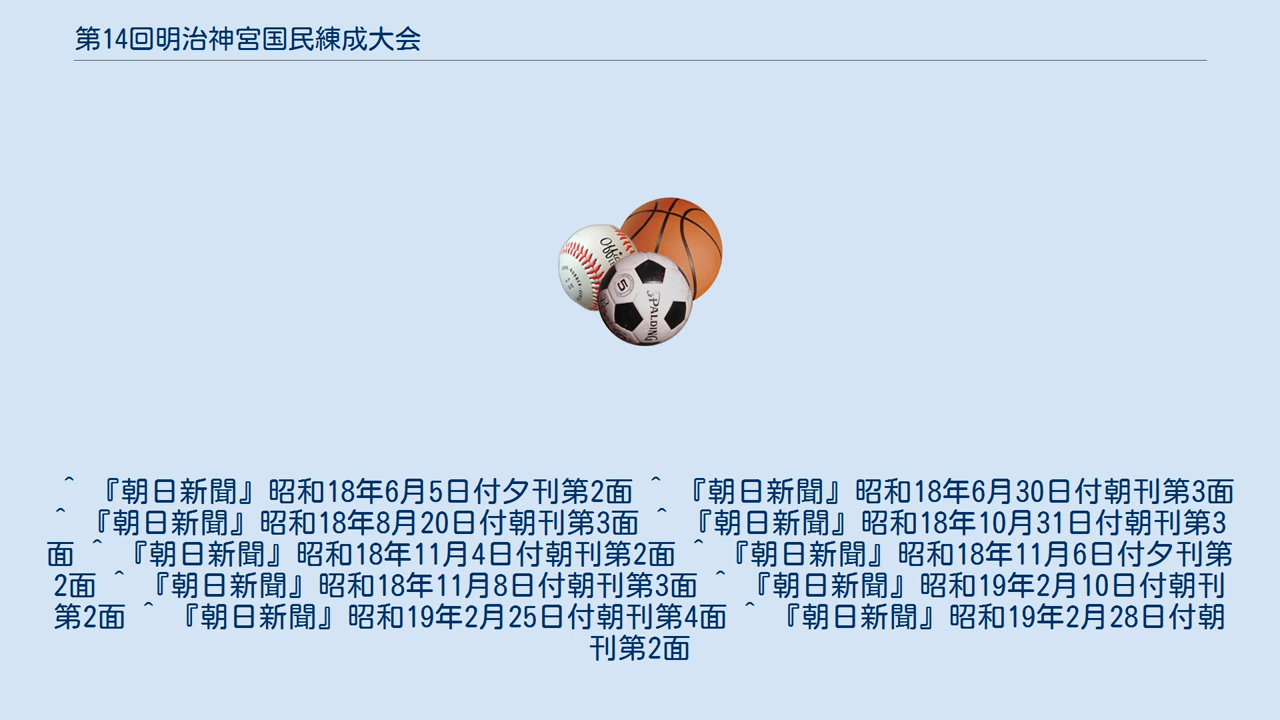 第14回明治神宮国民練成大会
Offic
5
SPALDING
^ 『朝日新聞』昭和18年6月5日付夕刊第2面 ^ 『朝日新聞』昭和18年6月30日付朝刊第3面
^ 『朝日新聞』昭和18年8月20日付朝刊第3面 ^ 『朝日新聞』昭和18年10月31日付朝刊第3
面 ^ 『朝日新聞』昭和18年11月4日付朝刊第2面 ^ 『朝日新聞』昭和18年11月6日付夕刊第
2面 ^ 『朝日新聞』昭和18年11月8日付朝刊第3面 ^ 『朝日新聞』昭和19年2月10日付朝刊
第2面 ^ 『朝日新聞』昭和19年2月25日付朝刊第4面 ^ 『朝日新聞』昭和19年2月28日付朝
刊第2面